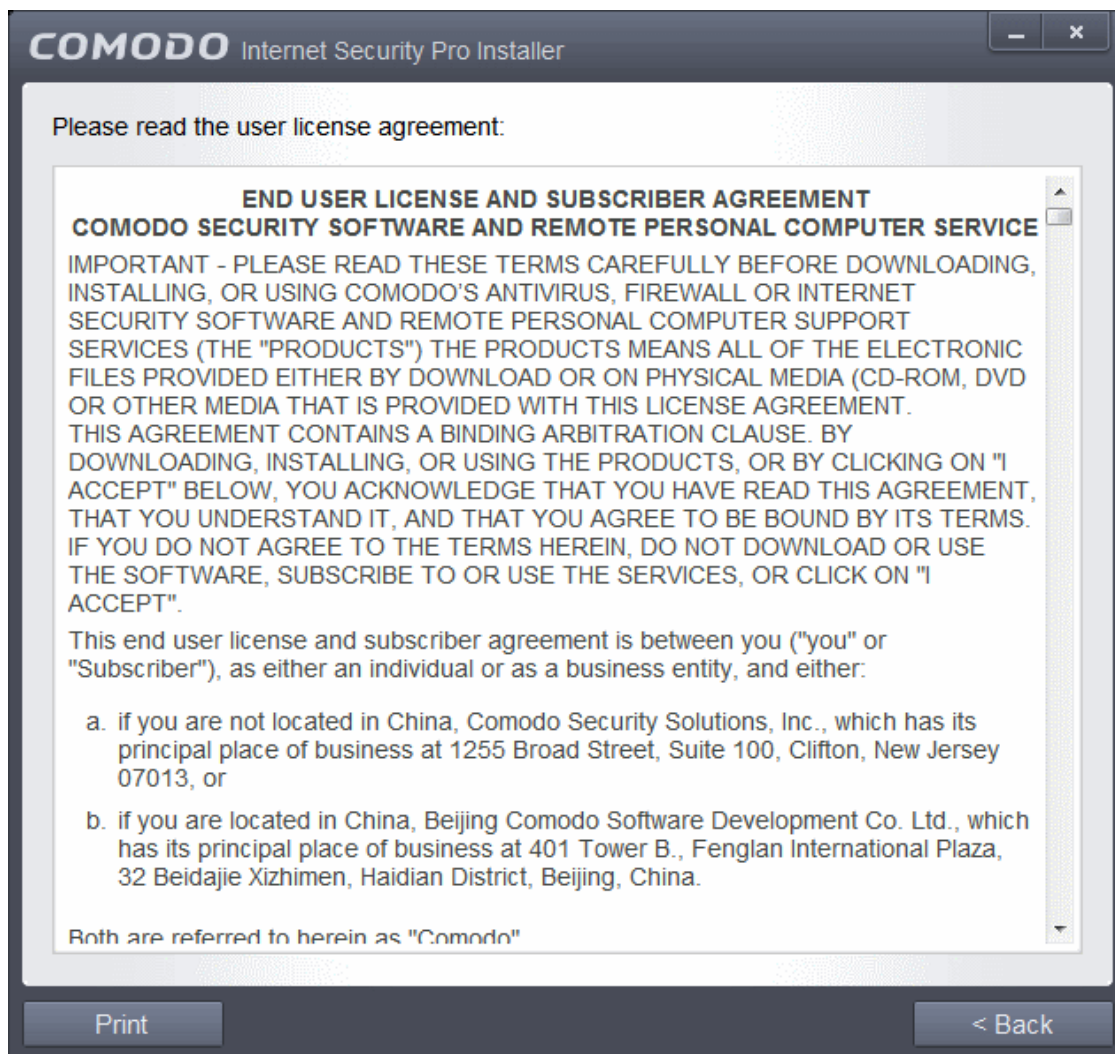 COMODO Internet Security Pro Installer
Please read the user license agreement:
END USER LICENSE AND SUBSCRIBER AGREEMENT
COMODO SECURITY SOFTWARE AND REMOTE PERSONAL COMPUTER SERVICE
IMPORTANT - PLEASE READ THESE TERMS CAREFULLY BEFORE DOWNLOADING,
INSTALLING, OR USING COMODO'S ANTIVIRUS, FIREWALL OR INTERNET
SECURITY SOFTWARE AND REMOTE PERSONAL COMPUTER SUPPORT
SERVICES (THE "PRODUCTS") THE PRODUCTS MEANS ALL OF THE ELECTRONIC
FILES PROVIDED EITHER BY DOWNLOAD OR ON PHYSICAL MEDIA (CD-ROM, DVD
OR OTHER MEDIA THAT IS PROVIDED WITH THIS LICENSE AGREEMENT.
THIS AGREEMENT CONTAINS A BINDING ARBITRATION CLAUSE. BY
DOWNLOADING, INSTALLING, OR USING THE PRODUCTS, OR BY CLICKING ON "I
ACCEPT" BELOW, YOU ACKNOWLEDGE THAT YOU HAVE READ THIS AGREEMENT,
THAT YOU UNDERSTAND IT, AND THAT YOU AGREE TO BE BOUND BY ITS TERMS.
IF YOU DO NOT AGREE TO THE TERMS HEREIN, DO NOT DOWNLOAD OR USE
THE SOFTWARE, SUBSCRIBE TO OR USE THE SERVICES, OR CLICK ON "I
ACCEPT".
This end user license and subscriber agreement is between you ("you" or
"Subscriber"), as either an individual or as a business entity, and either:
a. if you are not located in China, Comodo Security Solutions, Inc., which has its
principal place of business at 1255 Broad Street, Suite 100, Clifton, New Jersey
07013, or
b. if you are located in China, Beijing Comodo Software Development Co. Ltd., which
has its principal place of business at 401 Tower B., Fenglan International Plaza,
32 Beidajie Xizhimen, Haidian District, Beijing, China.
Both are referred to herein as "Comodo"
Print
< Back